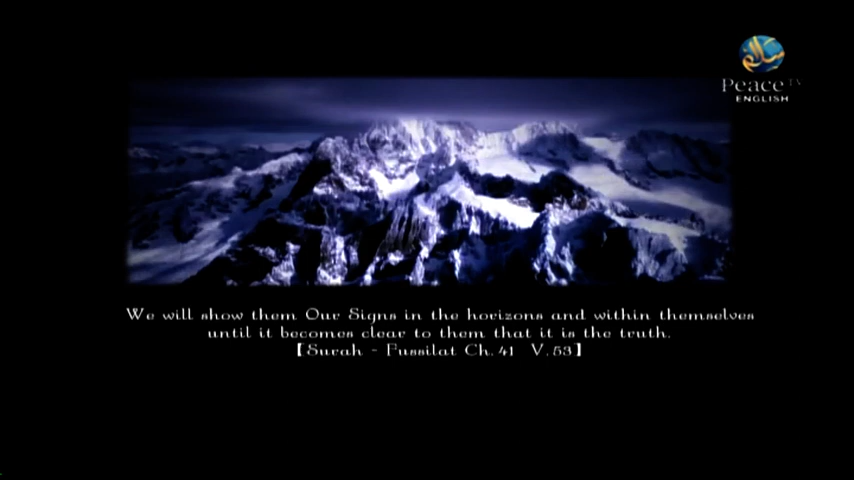 سلام
Peace TV
ENGLISH
We will show them Our Signs in the horizons and within themselves
until it becomes clear to them that it is the truth.
【Surah - Fussilat Ch. 41 V. 53】